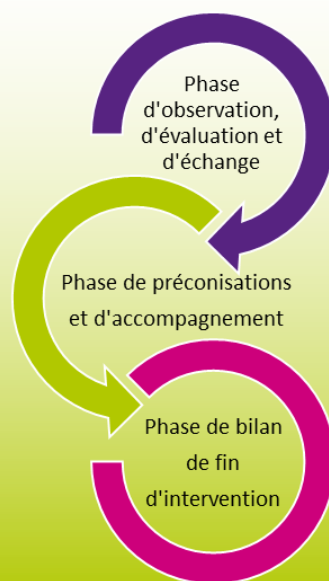 Phase
d'observation,
d'évaluation et
d'échange
Phase de préconisations
et d'accompagnement
Phase de bilan
de fin
d'intervention